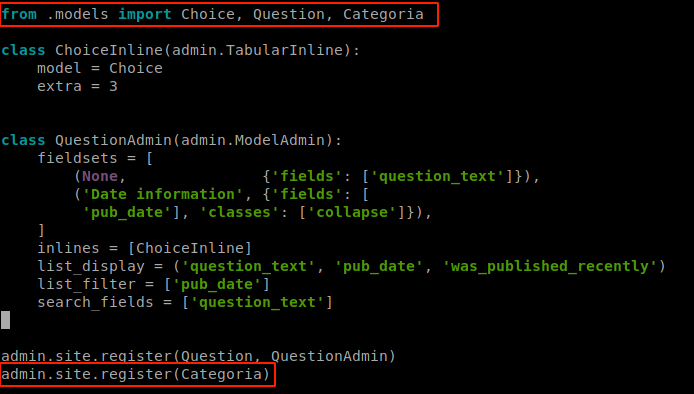 from .models import Choice, Question, Categoria
class ChoiceInline(admin.TabularInline):
    model = Choice
    extra = 3
class QuestionAdmin(admin.ModelAdmin):
    fieldsets = [
        (None,               {'fields': ['question_text']}),
        ('Date information', {'fields': [
         'pub_date'], 'classes': ['collapse']}),
    ]
    inlines = [ChoiceInline]
    list_display = ('question_text', 'pub_date', 'was_published_recently')
    list_filter = ['pub_date']
    search_fields = ['question_text']
admin.site.register(Question, QuestionAdmin)
admin.site.register(Categoria)